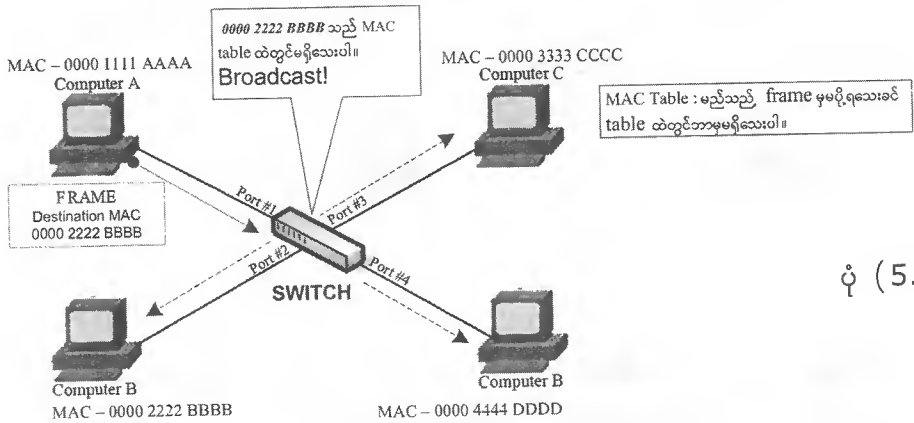 0000 2222 BBBB သည် MAC
table ထဲတွင်မရှိသေးပါ။
Broadcast!
MAC – 0000 1111 AAAA
Computer A
MAC – 0000 3333 CCCC
Computer C
MAC Table : မည်သည့် frame မှမပို့ရသေးခင်
table ထဲတွင်ဘာမှမရှိသေးပါ။
FRAME
Destination MAC
0000 2222 BBBB
Port #1
Port #3
Port #2
Port #4
SWITCH
ပုံ (5.
Computer B
MAC – 0000 2222 BBBB
Computer B
MAC – 0000 4444 DDDD